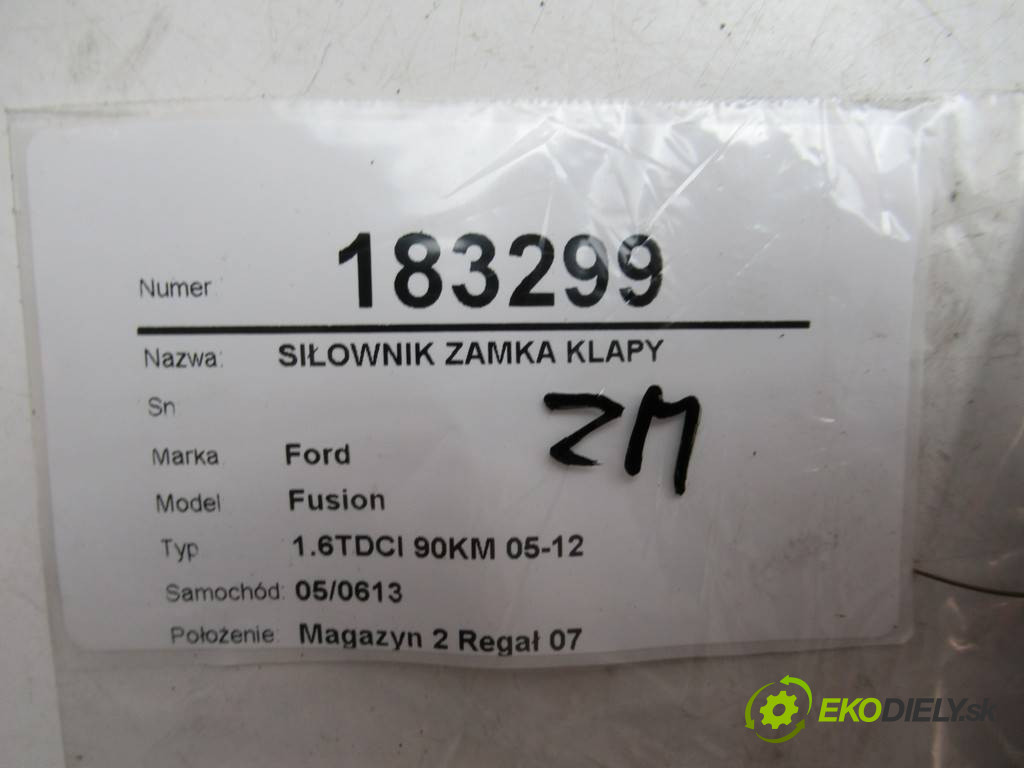 Numer 183299
Nazwa: SIŁOWNIK ZAMKA KLAPY
Sn
ZM
Marka Ford
Model Fusion
Typ 1.6TDCI 90KM 05-12
Samochód: 05/0613
Położenie: Magazyn 2 Regał 07
EKODIELY.sk